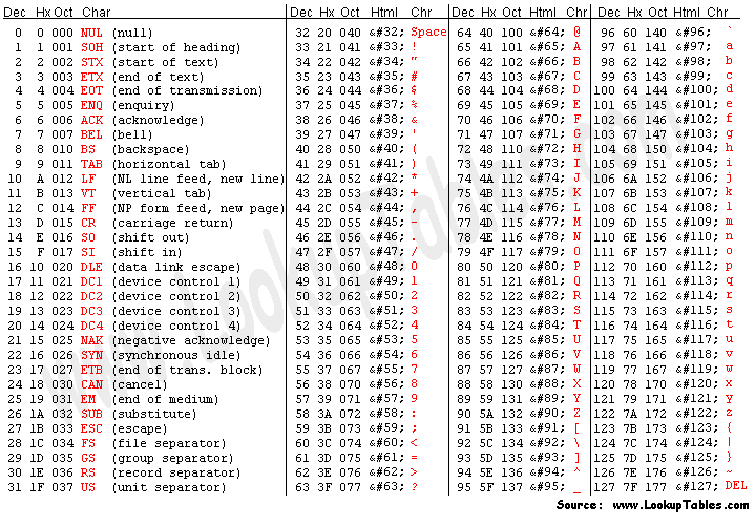 Dec Hx Oct Char Dec Hx Oct Html Chr Dec Hx Oct Html Chr Dec Hx Oct Html Chr
0 0 000 NUL (null) 32 20 040 &#32; Space 64 40 100 &#64; @ 96 60 140 &#96; `
1 1 001 SOH (start of heading) 33 21 041 &#33; ! 65 41 101 &#65; A 97 61 141 &#97; a
2 2 002 STX (start of text) 34 22 042 &#34; " 66 42 102 &#66; B 98 62 142 &#98; b
3 3 003 ETX (end of text) 35 23 043 &#35; # 67 43 103 &#67; C 99 63 143 &#99; c
4 4 004 EOT (end of transmission) 36 24 044 &#36; $ 68 44 104 &#68; D 100 64 144 &#100; d
5 5 005 ENQ (enquiry) 37 25 045 &#37; % 69 45 105 &#69; E 101 65 145 &#101; e
6 6 006 ACK (acknowledge) 38 26 046 &#38; & 70 46 106 &#70; F 102 66 146 &#102; f
7 7 007 BEL (bell) 39 27 047 &#39; ' 71 47 107 &#71; G 103 67 147 &#103; g
8 8 010 BS (backspace) 40 28 050 &#40; ( 72 48 110 &#72; H 104 68 150 &#104; h
9 9 011 TAB (horizontal tab) 41 29 051 &#41; ) 73 49 111 &#73; I 105 69 151 &#105; i
10 A 012 LF (NL line feed, new line) 42 2A 052 &#42; * 74 4A 112 &#74; J 106 6A 152 &#106; j
11 B 013 VT (vertical tab) 43 2B 053 &#43; + 75 4B 113 &#75; K 107 6B 153 &#107; k
12 C 014 FF (NP form feed, new page) 44 2C 054 &#44; , 76 4C 114 &#76; L 108 6C 154 &#108; l
13 D 015 CR (carriage return) 45 2D 055 &#45; - 77 4D 115 &#77; M 109 6D 155 &#109; m
14 E 016 SO (shift out) 46 2E 056 &#46; . 78 4E 116 &#78; N 110 6E 156 &#110; n
15 F 017 SI (shift in) 47 2F 057 &#47; / 79 4F 117 &#79; O 111 6F 157 &#111; o
16 10 020 DLE (data link escape) 48 30 060 &#48; 0 80 50 120 &#80; P 112 70 160 &#112; p
17 11 021 DC1 (device control 1) 49 31 061 &#49; 1 81 51 121 &#81; Q 113 71 161 &#113; q
18 12 022 DC2 (device control 2) 50 32 062 &#50; 2 82 52 122 &#82; R 114 72 162 &#114; r
19 13 023 DC3 (device control 3) 51 33 063 &#51; 3 83 53 123 &#83; S 115 73 163 &#115; s
20 14 024 DC4 (device control 4) 52 34 064 &#52; 4 84 54 124 &#84; T 116 74 164 &#116; t
21 15 025 NAK (negative acknowledge) 53 35 065 &#53; 5 85 55 125 &#85; U 117 75 165 &#117; u
22 16 026 SYN (synchronous idle) 54 36 066 &#54; 6 86 56 126 &#86; V 118 76 166 &#118; v
23 17 027 ETB (end of trans. block) 55 37 067 &#55; 7 87 57 127 &#87; W 119 77 167 &#119; w
24 18 030 CAN (cancel) 56 38 070 &#56; 8 88 58 130 &#88; X 120 78 170 &#120; x
25 19 031 EM (end of medium) 57 39 071 &#57; 9 89 59 131 &#89; Y 121 79 171 &#121; y
26 1A 032 SUB (substitute) 58 3A 072 &#58; : 90 5A 132 &#90; Z 122 7A 172 &#122; z
27 1B 033 ESC (escape) 59 3B 073 &#59; ; 91 5B 133 &#91; [ 123 7B 173 &#123; {
28 1C 034 FS (file separator) 60 3C 074 &#60; < 92 5C 134 &#92; \ 124 7C 174 &#124; |
29 1D 035 GS (group separator) 61 3D 075 &#61; = 93 5D 135 &#93; ] 125 7D 175 &#125; }
30 1E 036 RS (record separator) 62 3E 076 &#62; > 94 5E 136 &#94; ^ 126 7E 176 &#126; ~
31 1F 037 US (unit separator) 63 3F 077 &#63; ? 95 5F 137 &#95; _ 127 7F 177 &#127; DEL
Source: www.LookupTables.com
www.LookupTables.com